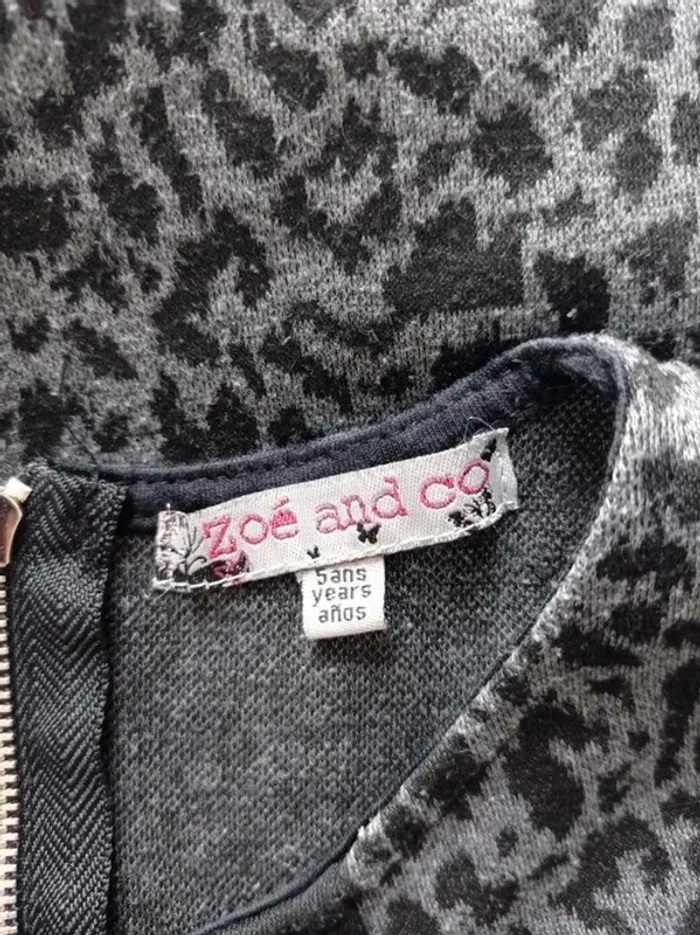 zoé and co
5ans
years
años